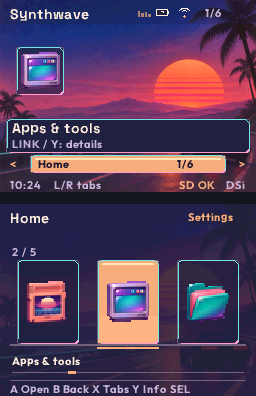 Synthwave 1/6
Apps & tools
LINK / Y: details
< Home 1/6 >
10:24 L/R tabs SD OK DSi
Home Settings
2 / 5
Apps & tools
A Open B Back X Tabs Y Info SEL